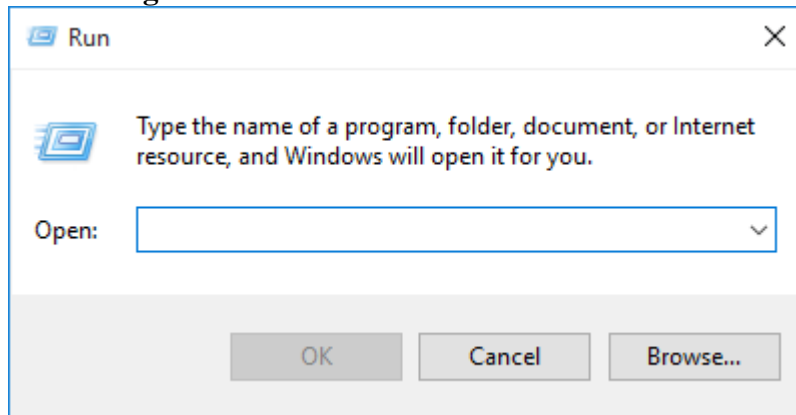 Run
Type the name of a program, folder, document, or Internet
resource, and Windows will open it for you.
Open:
OK
Cancel
Browse...